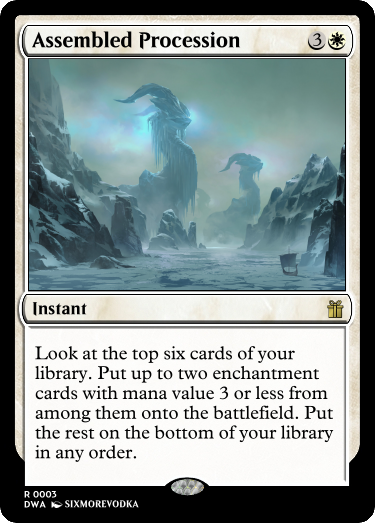 Assembled Procession 3
Instant
Look at the top six cards of your
library. Put up to two enchantment
cards with mana value 3 or less from
among them onto the battlefield. Put
the rest on the bottom of your library
in any order.
R 0003
DWA SIXMOREVODKA